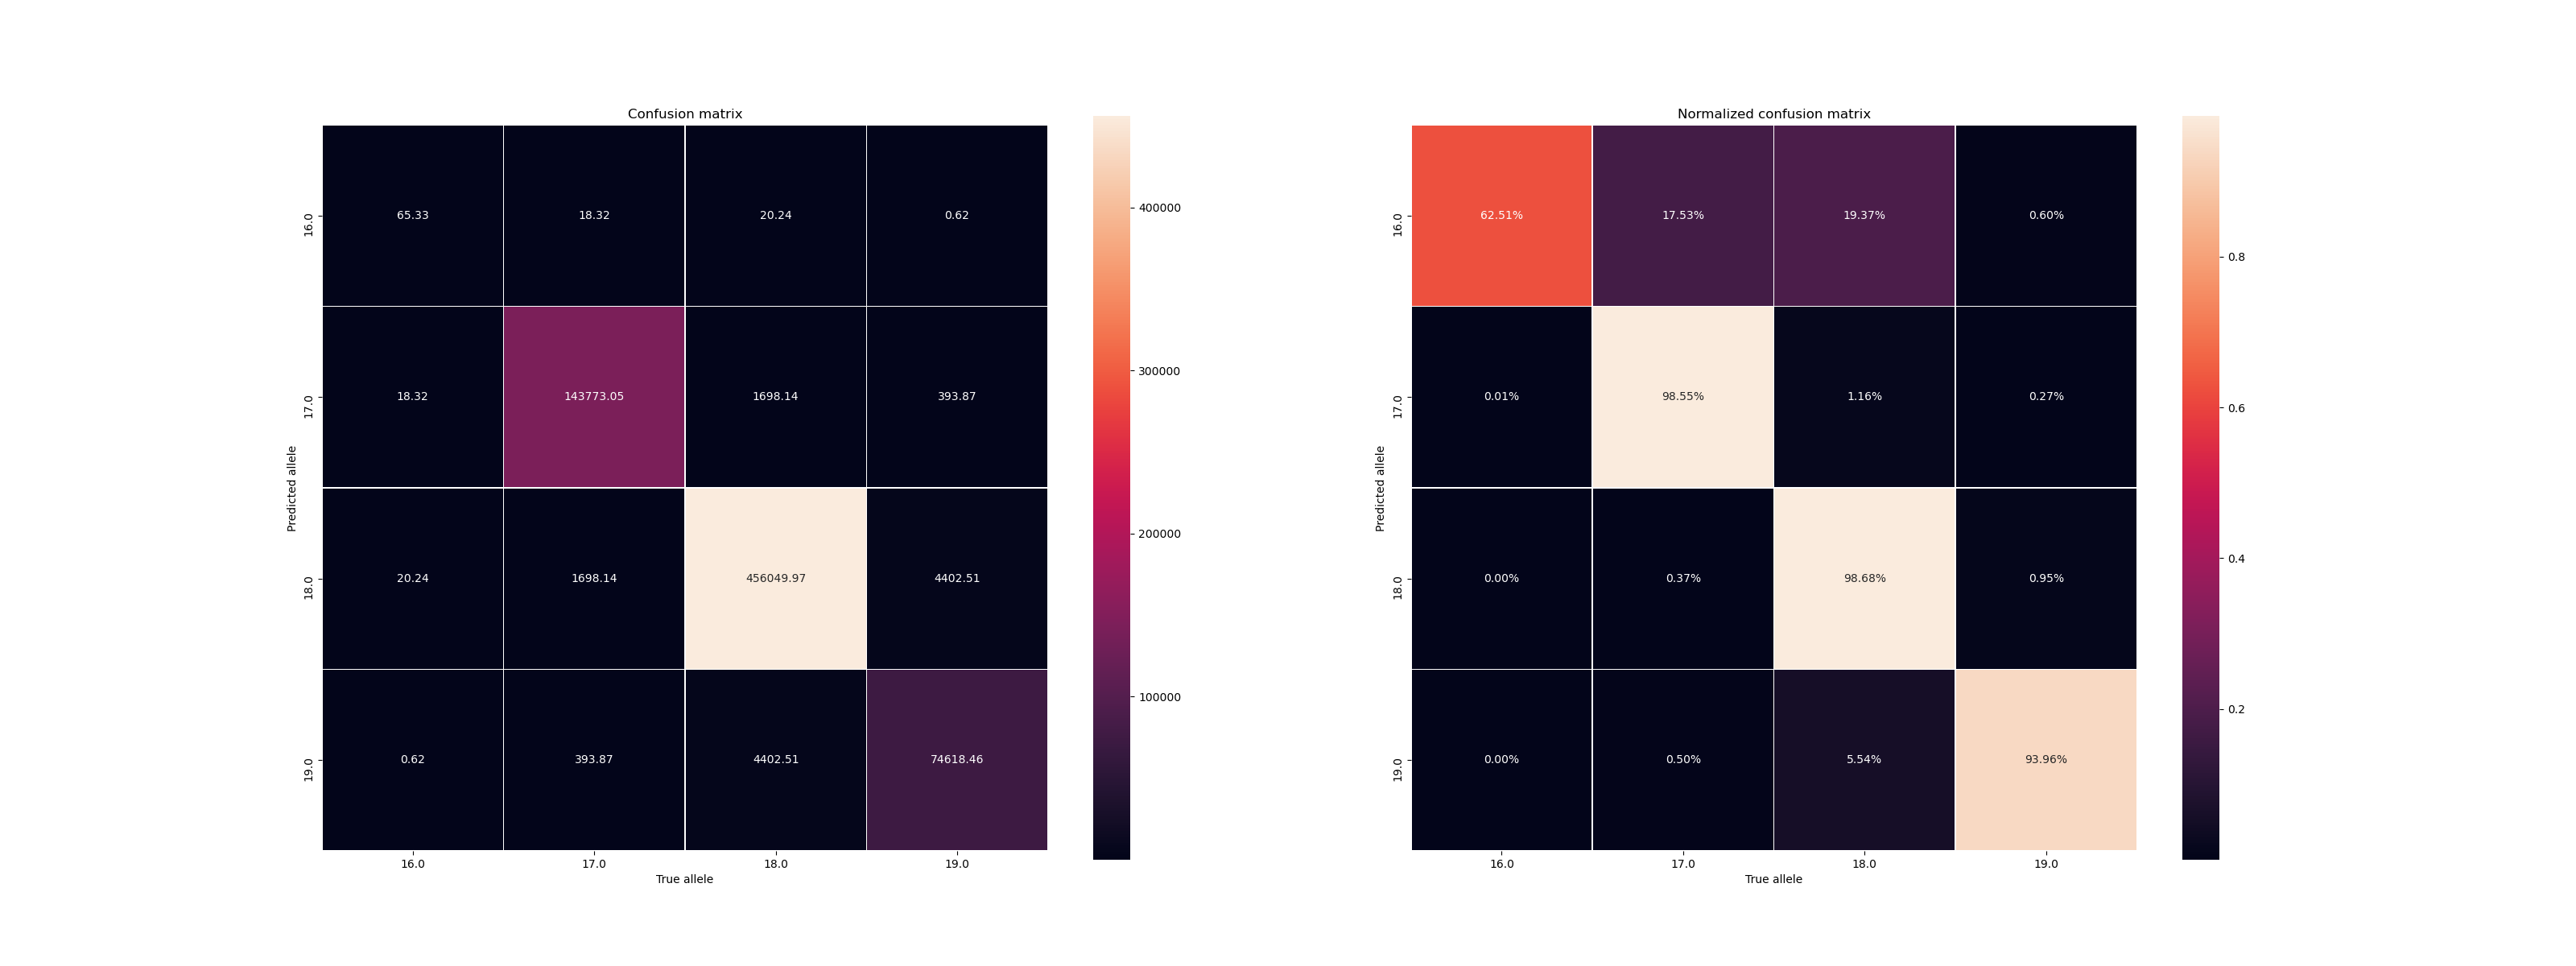 Confusion matrix
16.0 65.33 18.32 20.24 0.62
17.0 18.32 143773.05 1698.14 393.87
18.0 20.24 1698.14 456049.97 4402.51
19.0 0.62 393.87 4402.51 74618.46
16.0 17.0 18.0 19.0
True allele
Predicted allele
400000
300000
200000
100000
Normalized confusion matrix
16.0 62.51% 17.53% 19.37% 0.60%
17.0 0.01% 98.55% 1.16% 0.27%
18.0 0.00% 0.37% 98.68% 0.95%
19.0 0.00% 0.50% 5.54% 93.96%
16.0 17.0 18.0 19.0
True allele
Predicted allele
0.8
0.6
0.4
0.2